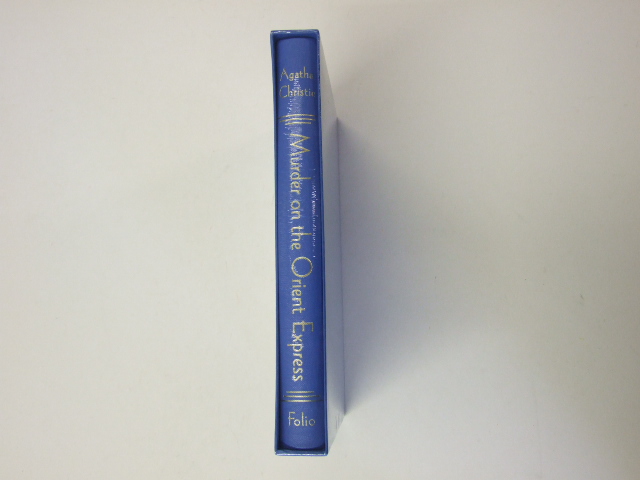 Agatha
Christie
Murder on the Orient Express
Folio